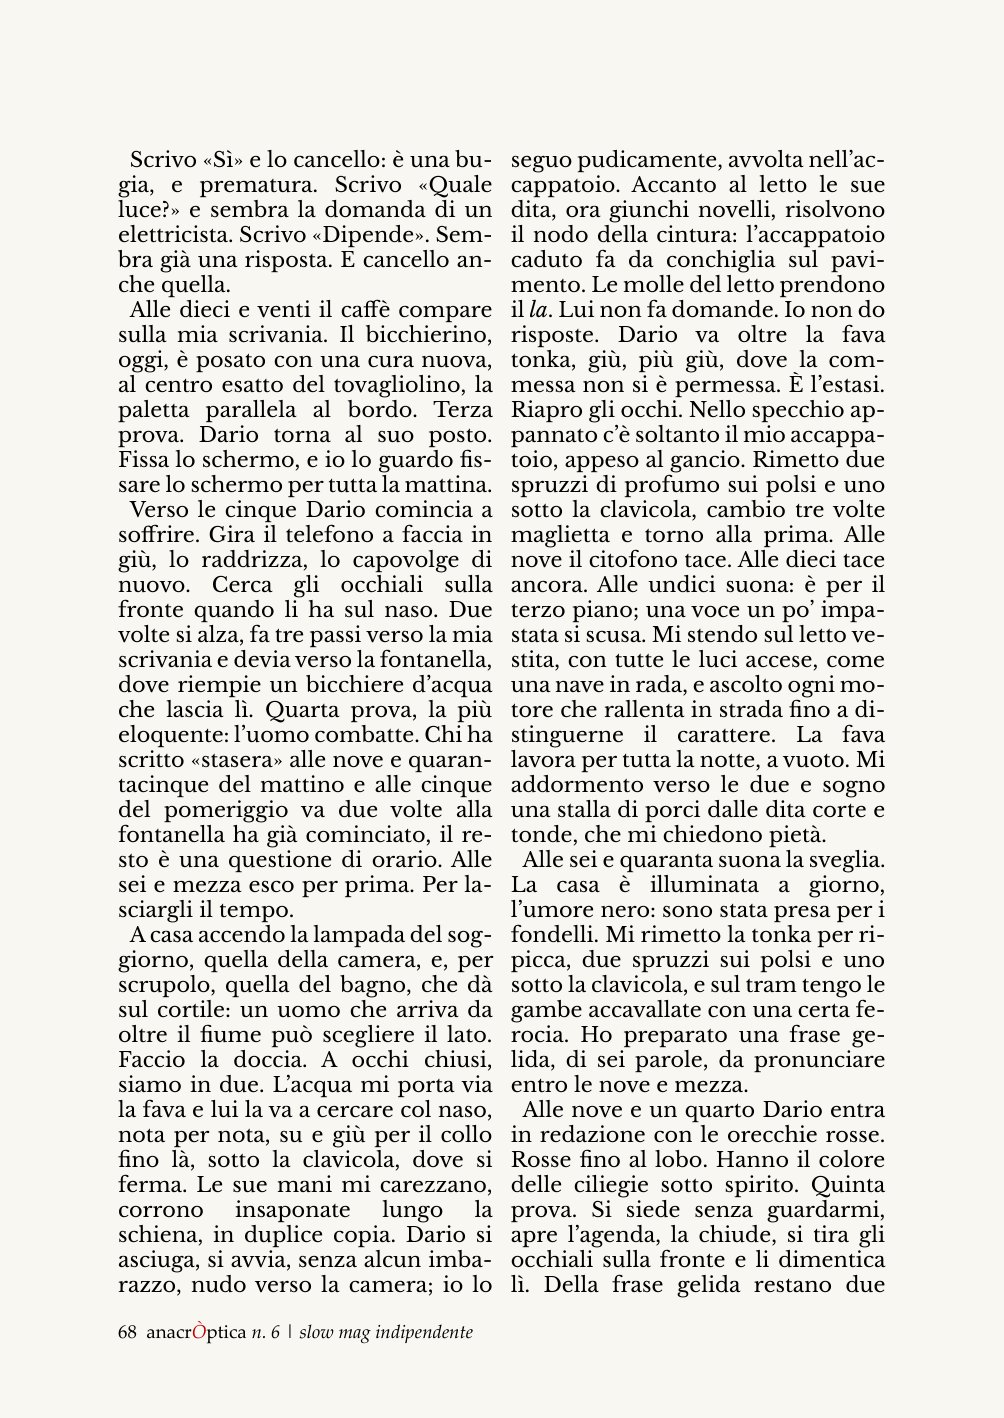 Scrivo «Sì» e lo cancello: è una bu-
gia, e prematura. Scrivo «Quale
luce?» e sembra la domanda di un
elettricista. Scrivo «Dipende». Sem-
bra già una risposta. E cancello an-
che quella.
Alle dieci e venti il caffè compare
sulla mia scrivania. Il bicchierino,
oggi, è posato con una cura nuova,
al centro esatto del tovagliolino, la
paletta parallela al bordo. Terza
prova. Dario torna al suo posto.
Fissa lo schermo, e io lo guardo fis-
sare lo schermo per tutta la mattina.
Verso le cinque Dario comincia a
soffrire. Gira il telefono a faccia in
giù, lo raddrizza, lo capovolge di
nuovo. Cerca gli occhiali sulla
fronte quando li ha sul naso. Due
volte si alza, fa tre passi verso la mia
scrivania e devia verso la fontanella,
dove riempie un bicchiere d’acqua
che lascia lì. Quarta prova, la più
eloquente: l’uomo combatte. Chi ha
scritto «stasera» alle nove e quaran-
tacinque del mattino e alle cinque
del pomeriggio va due volte alla
fontanella ha già cominciato, il re-
sto è una questione di orario. Alle
sei e mezza esco per prima. Per la-
sciargli il tempo.
A casa accendo la lampada del sog-
giorno, quella della camera, e, per
scrupolo, quella del bagno, che dà
sul cortile: un uomo che arriva da
oltre il fiume può scegliere il lato.
Faccio la doccia. A occhi chiusi,
siamo in due. L’acqua mi porta via
la fava e lui la va a cercare col naso,
nota per nota, su e giù per il collo
fino là, sotto la clavicola, dove si
ferma. Le sue mani mi carezzano,
corrono insaponate lungo la
schiena, in duplice copia. Dario si
asciuga, si avvia, senza alcun imba-
razzo, nudo verso la camera; io lo
seguo pudicamente, avvolta nell’ac-
cappatoio. Accanto al letto le sue
dita, ora giunchi novelli, risolvono
il nodo della cintura: l’accappatoio
caduto fa da conchiglia sul pavi-
mento. Le molle del letto prendono
il la. Lui non fa domande. Io non do
risposte. Dario va oltre la fava
tonka, giù, più giù, dove la com-
messa non si è permessa. È l’estasi.
Riapro gli occhi. Nello specchio ap-
pannato c’è soltanto il mio accappa-
toio, appeso al gancio. Rimetto due
spruzzi di profumo sui polsi e uno
sotto la clavicola, cambio tre volte
maglietta e torno alla prima. Alle
nove il citofono tace. Alle dieci tace
ancora. Alle undici suona: è per il
terzo piano; una voce un po’ impa-
stata si scusa. Mi stendo sul letto ve-
stita, con tutte le luci accese, come
una nave in rada, e ascolto ogni mo-
tore che rallenta in strada fino a di-
stinguerne il carattere. La fava
lavora per tutta la notte, a vuoto. Mi
addormento verso le due e sogno
una stalla di porci dalle dita corte e
tonde, che mi chiedono pietà.
Alle sei e quaranta suona la sveglia.
La casa è illuminata a giorno,
l’umore nero: sono stata presa per i
fondelli. Mi rimetto la tonka per ri-
picca, due spruzzi sui polsi e uno
sotto la clavicola, e sul tram tengo le
gambe accavallate con una certa fe-
rocia. Ho preparato una frase ge-
lida, di sei parole, da pronunciare
entro le nove e mezza.
Alle nove e un quarto Dario entra
in redazione con le orecchie rosse.
Rosse fino al lobo. Hanno il colore
delle ciliegie sotto spirito. Quinta
prova. Si siede senza guardarmi,
apre l’agenda, la chiude, si tira gli
occhiali sulla fronte e li dimentica
lì. Della frase gelida restano due
68 anacrÒptica n. 6 | slow mag indipendente